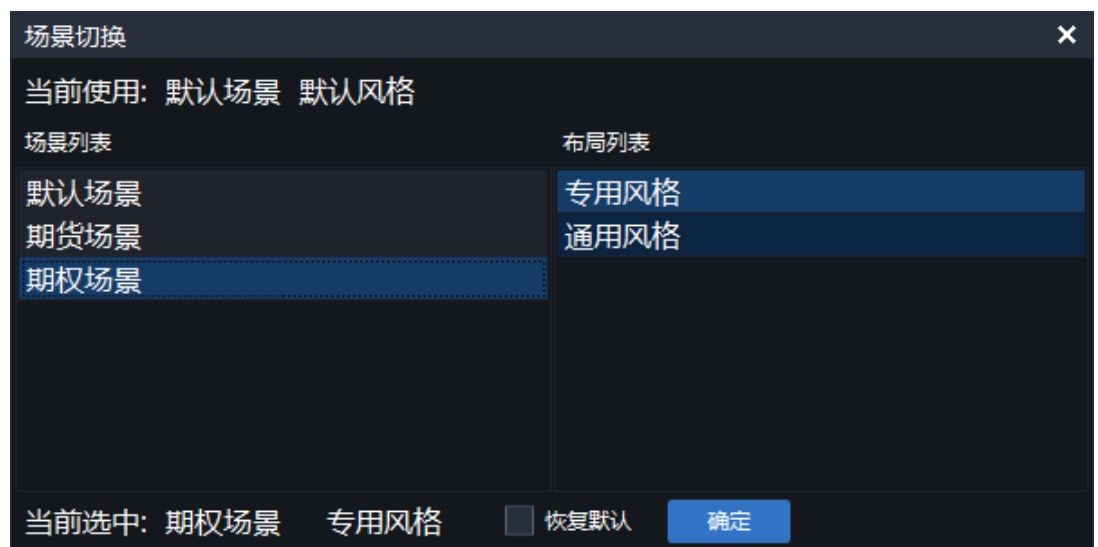 场景切换
当前使用: 默认场景 默认风格
场景列表
布局列表
默认场景
期货场景
期权场景
专用风格
通用风格
当前选中: 期权场景 专用风格 恢复默认 确定